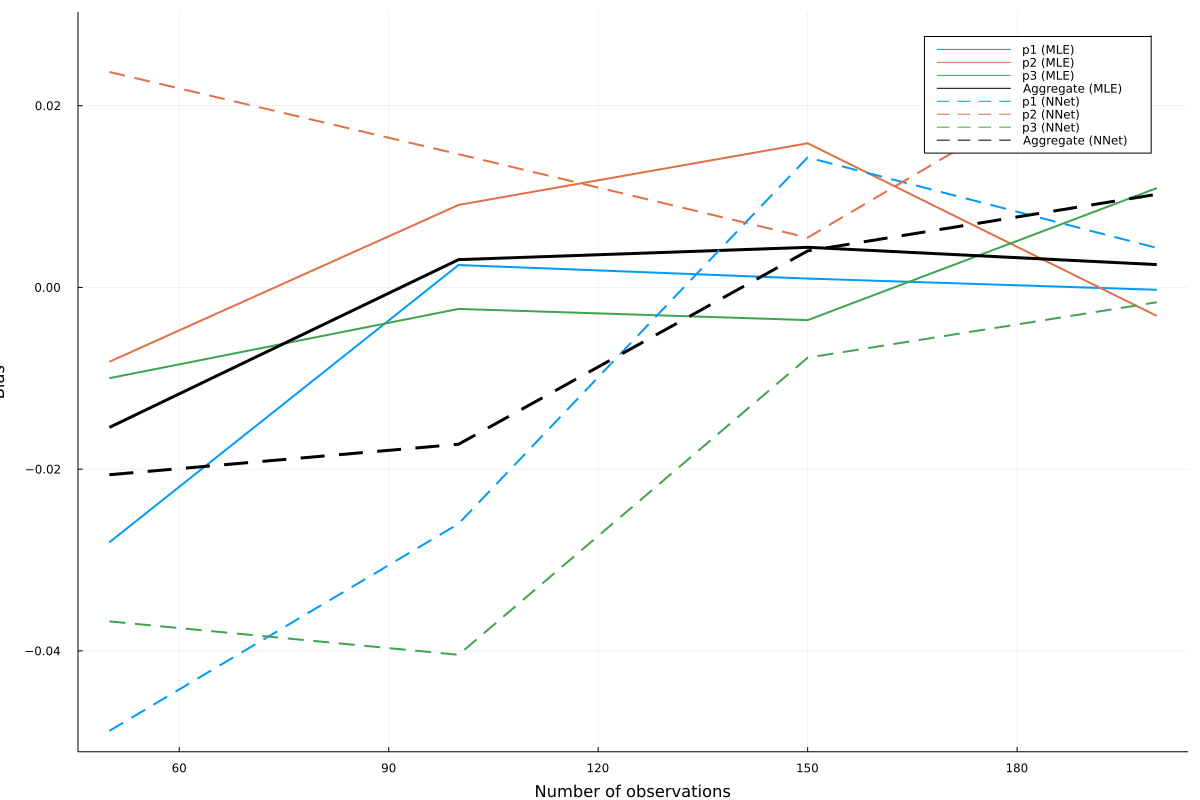 p1 (MLE)
p2 (MLE)
p3 (MLE)
Aggregate (MLE)
p1 (NNet)
p2 (NNet)
p3 (NNet)
Aggregate (NNet)
0.02
0.00
−0.02
−0.04
60
90
120
150
180
Number of observations